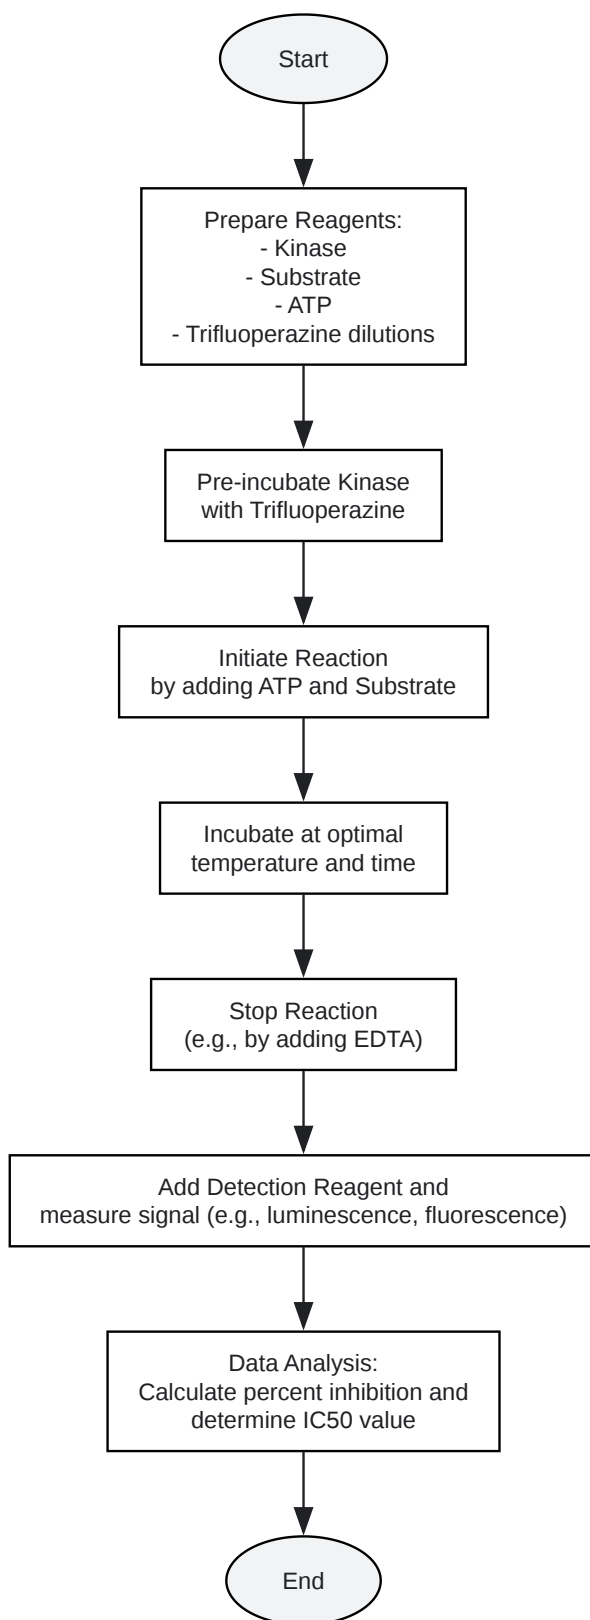 Start
Prepare Reagents:
- Kinase
- Substrate
- ATP
- Trifluoperazine dilutions
Pre-incubate Kinase
with Trifluoperazine
Initiate Reaction
by adding ATP and Substrate
Incubate at optimal
temperature and time
Stop Reaction
(e.g., by adding EDTA)
Add Detection Reagent and
measure signal (e.g., luminescence, fluorescence)
Data Analysis:
Calculate percent inhibition and
determine IC50 value
End